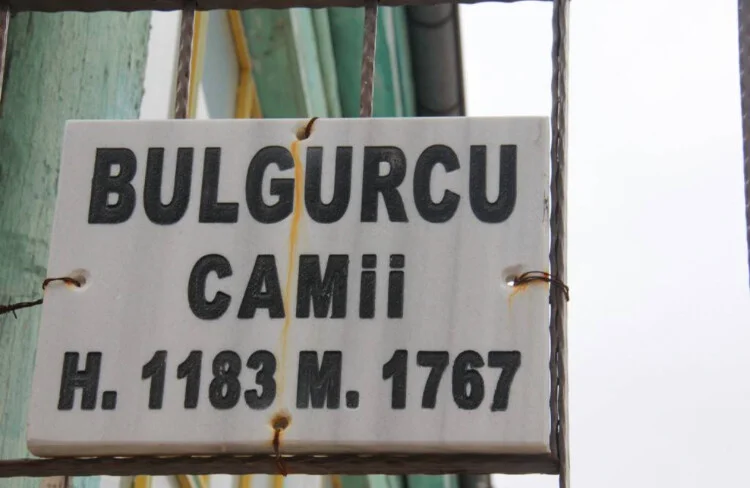 BULGURCU
CAMii
H. 1183 M. 1767